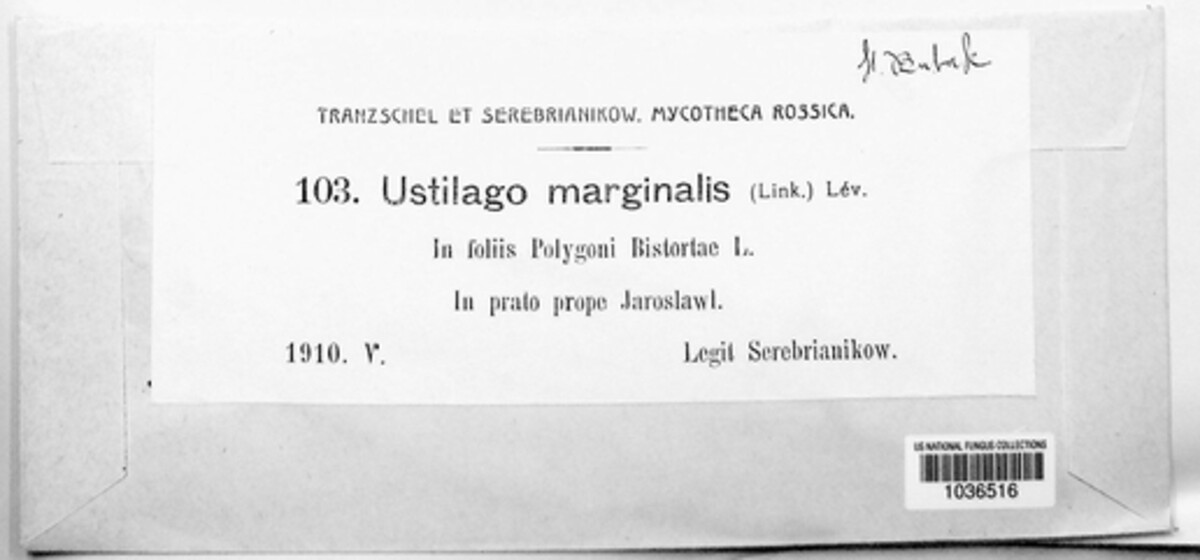 TRANZSCHEL ET SEREBRIANIKOW. MYCOTHECA ROSSICA.
103. Ustilago marginalis (Link.) Lév.
In foliis Polygoni Bistortae L.
In prato prope Jaroslawl.
1910. V.
Legit Serebrianikow.
US NATIONAL FUNGUS COLLECTIONS
1036516